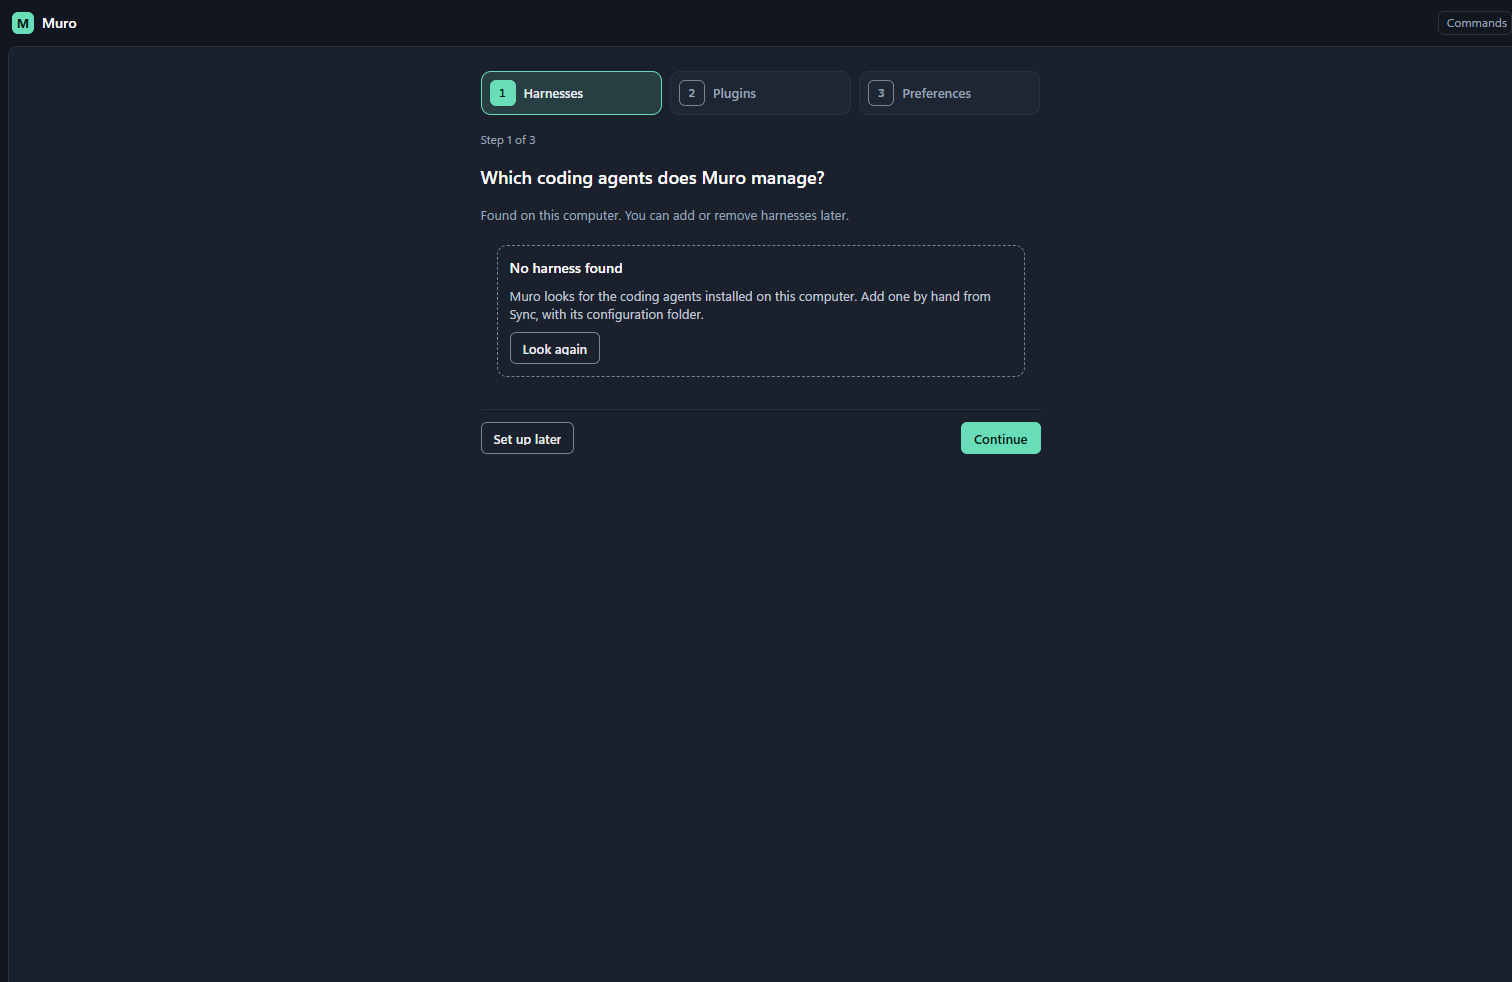 M Muro
Commands
1 Harnesses
2 Plugins
3 Preferences
Step 1 of 3
Which coding agents does Muro manage?
Found on this computer. You can add or remove harnesses later.
No harness found
Muro looks for the coding agents installed on this computer. Add one by hand from
Sync, with its configuration folder.
Look again
Set up later
Continue